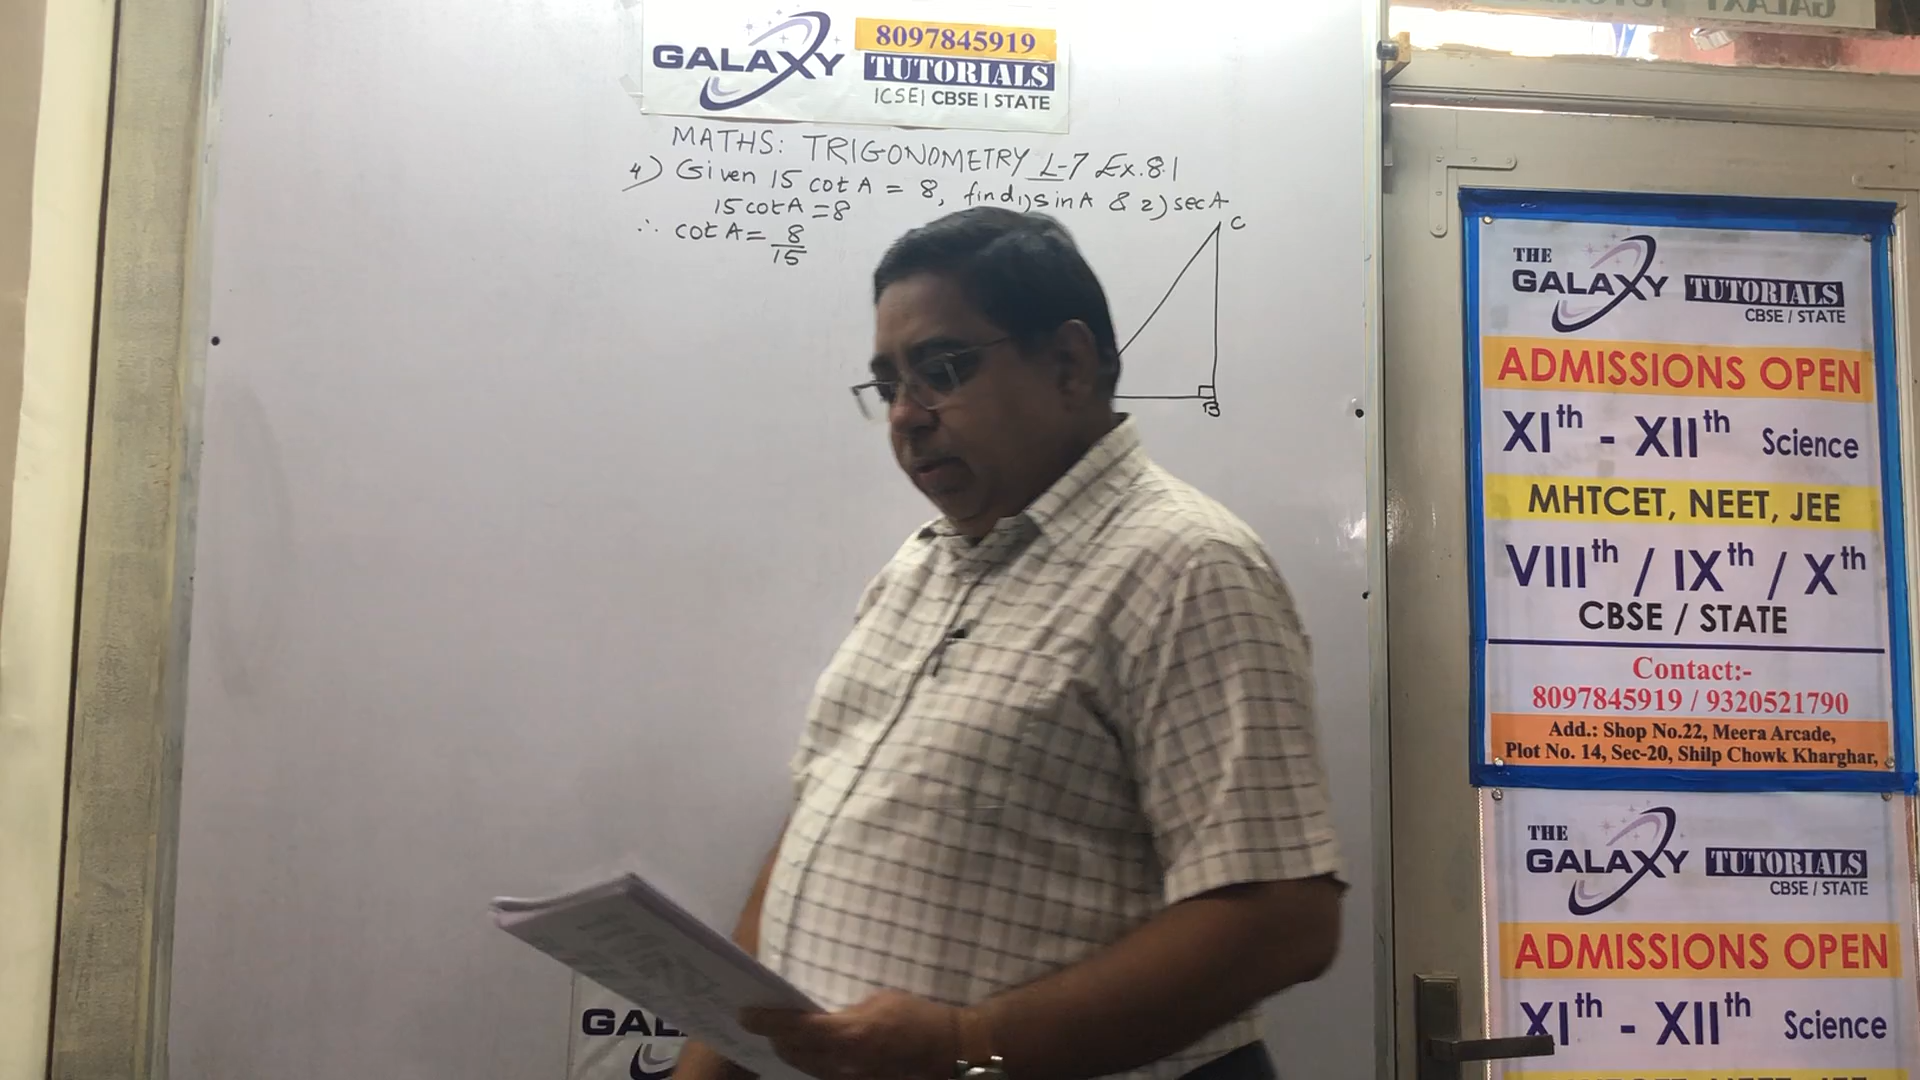 GALAXY
8097845919
TUTORIALS
ICSE | CBSE | STATE
MATHS: TRIGONOMETRY L-7 Ex.8.1
4) Given 15 cot A = 8, find 1) sin A & 2) sec A
15 cot A = 8
∴ cot A = 8/15
C
B
THE
GALAXY TUTORIALS
CBSE / STATE
ADMISSIONS OPEN
XIth - XIIth Science
MHTCET, NEET, JEE
VIIIth / IXth / Xth
CBSE / STATE
Contact:-
8097845919 / 9320521790
Add.: Shop No.22, Meera Arcade,
Plot No. 14, Sec-20, Shilp Chowk Kharghar,
THE
GALAXY TUTORIALS
CBSE / STATE
ADMISSIONS OPEN
XIth - XIIth Science
GAL